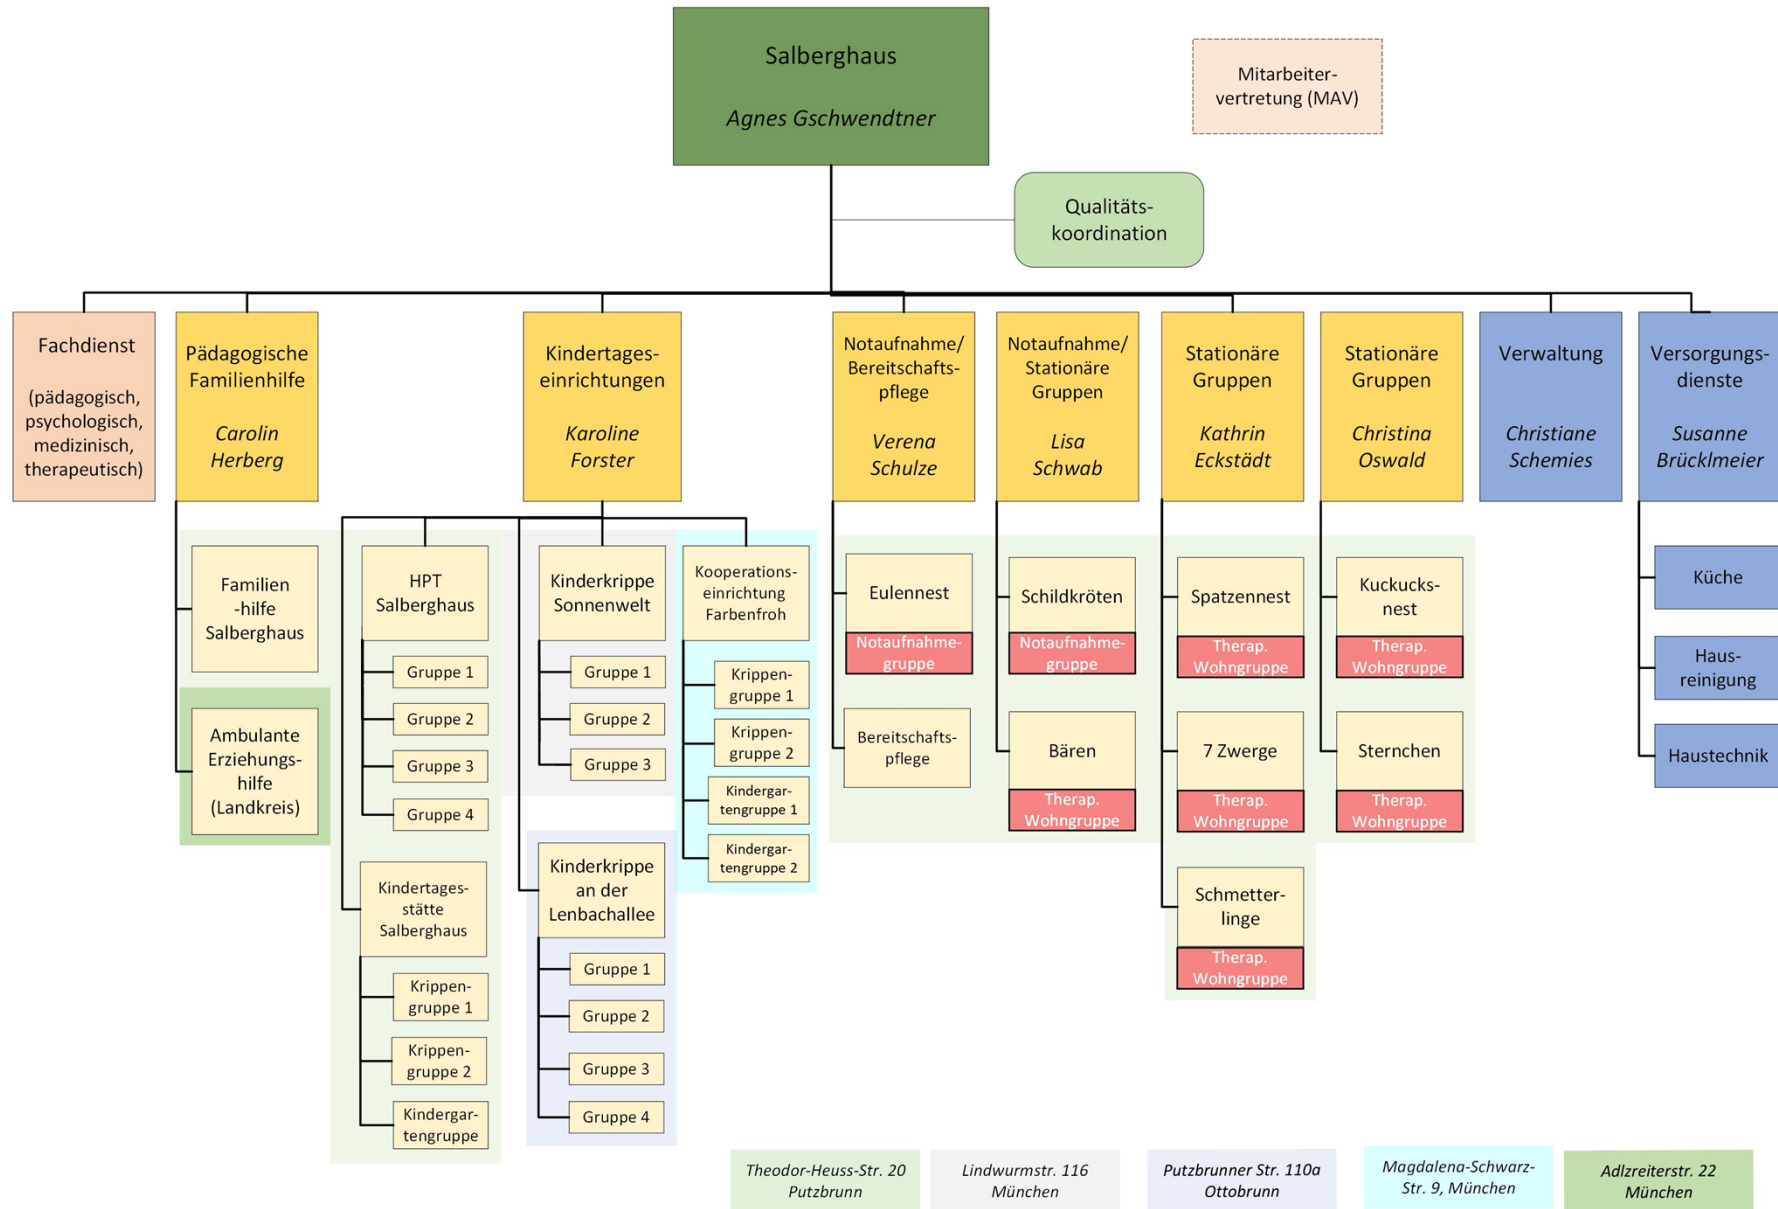 Salberghaus
Agnes Gschwendtner
Mitarbeiter-
vertretung (MAV)
Qualitäts-
koordination
Fachdienst
(pädagogisch,
psychologisch,
medizinisch,
therapeutisch)
Pädagogische
Familienhilfe
Carolin
Herberg
Kindertages-
einrichtungen
Karoline
Forster
Notaufnahme/
Bereitschafts-
pflege
Verena
Schulze
Notaufnahme/
Stationäre
Gruppen
Lisa
Schwab
Stationäre
Gruppen
Kathrin
Eckstädt
Stationäre
Gruppen
Christina
Oswald
Verwaltung
Christiane
Schemies
Versorgungs-
dienste
Susanne
Brücklmeier
Familien
-hilfe
Salberghaus
Ambulante
Erziehungs-
hilfe
(Landkreis)
HPT
Salberghaus
Gruppe 1
Gruppe 2
Gruppe 3
Gruppe 4
Kindertages-
stätte
Salberghaus
Krippen-
gruppe 1
Krippen-
gruppe 2
Kindergar-
tengruppe
Kinderkrippe
Sonnenwelt
Gruppe 1
Gruppe 2
Gruppe 3
Kinderkrippe
an der
Lenbachallee
Gruppe 1
Gruppe 2
Gruppe 3
Gruppe 4
Kooperations-
einrichtung
Farbenfroh
Krippen-
gruppe 1
Krippen-
gruppe 2
Kindergar-
tengruppe 1
Kindergar-
tengruppe 2
Eulennest
Notaufnahme-
gruppe
Bereitschafts-
pflege
Schildkröten
Notaufnahme-
gruppe
Bären
Therap.
Wohngruppe
Spatzennest
Therap.
Wohngruppe
7 Zwerge
Therap.
Wohngruppe
Schmetter-
linge
Therap.
Wohngruppe
Kuckucks-
nest
Therap.
Wohngruppe
Sternchen
Therap.
Wohngruppe
Küche
Haus-
reinigung
Haustechnik
Theodor-Heuss-Str. 20
Putzbrunn
Lindwurmstr. 116
München
Putzbrunner Str. 110a
Ottobrunn
Magdalena-Schwarz-
Str. 9, München
Adlzreiterstr. 22
München